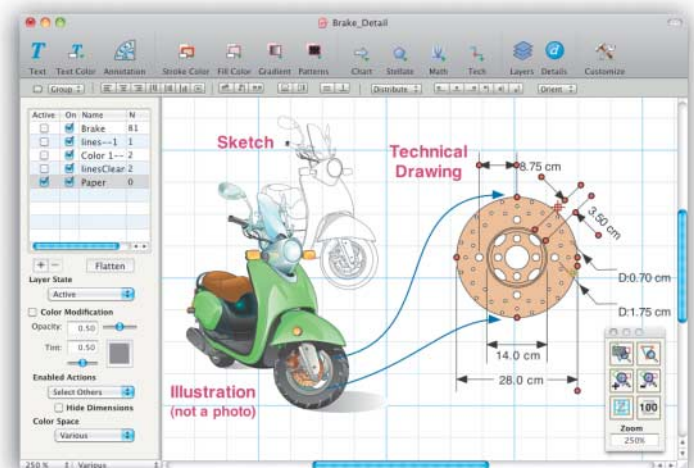 Brake_Detail
Text Text Color Annotation Stroke Color Fill Color Gradient Patterns Chart Stellate Math Tech Layers Details Customize
Group Distribute Orient
Active On Name N
Brake 81
lines--1 1
Color 1-- 2
linesClear 2
Paper 0
+ - Flatten
Layer State
Active
Color Modification
Opacity: 0.50
Tint: 0.50
Enabled Actions
Select Others
Hide Dimensions
Color Space
Various
250 % Various
Sketch
Technical
Drawing
8.75 cm
3.50 cm
D:0.70 cm
D:1.75 cm
14.0 cm
28.0 cm
Illustration
(not a photo)
100
Zoom
250%